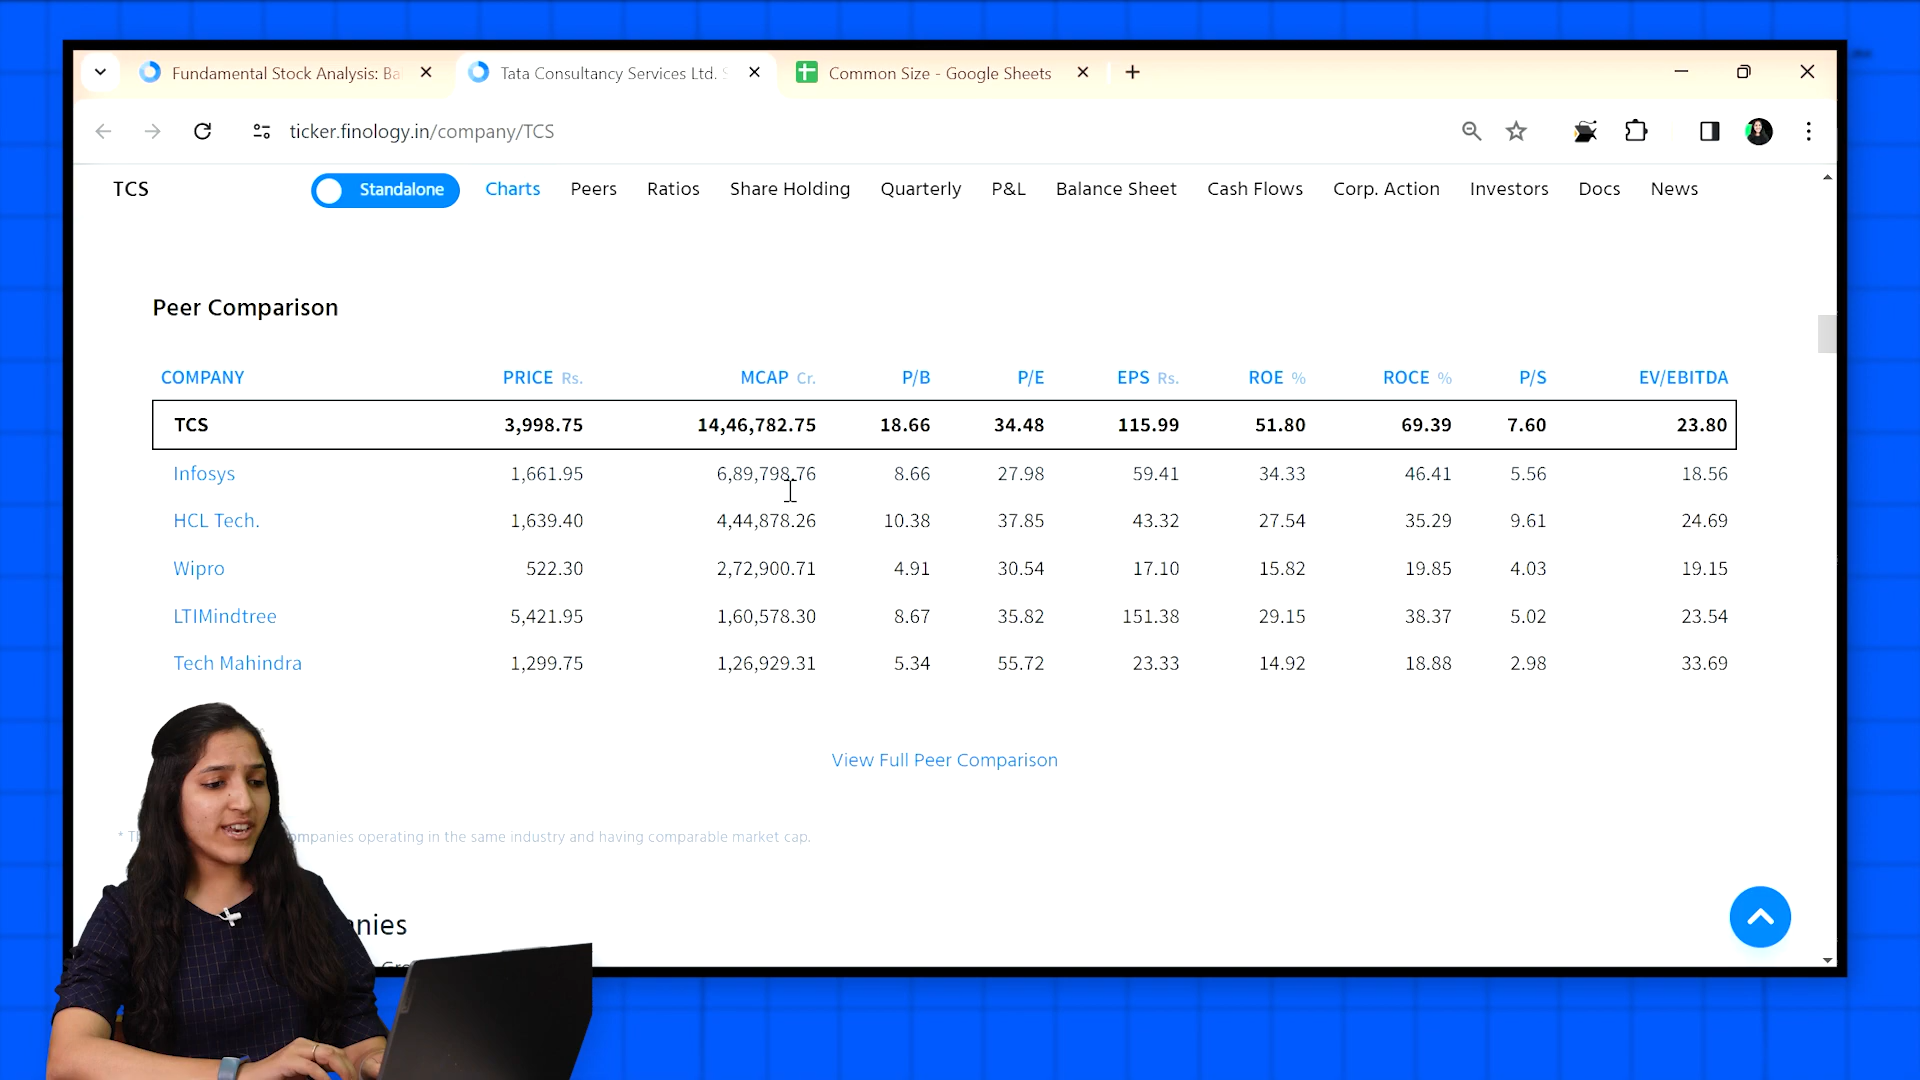 Fundamental Stock Analysis: Ba
Tata Consultancy Services Ltd. S
Common Size - Google Sheets
ticker.finology.in/company/TCS
TCS Standalone Charts Peers Ratios Share Holding Quarterly P&L Balance Sheet Cash Flows Corp. Action Investors Docs News
Peer Comparison
COMPANY PRICE Rs. MCAP Cr. P/B P/E EPS Rs. ROE % ROCE % P/S EV/EBITDA
TCS 3,998.75 14,46,782.75 18.66 34.48 115.99 51.80 69.39 7.60 23.80
Infosys 1,661.95 6,89,798.76 8.66 27.98 59.41 34.33 46.41 5.56 18.56
HCL Tech. 1,639.40 4,44,878.26 10.38 37.85 43.32 27.54 35.29 9.61 24.69
Wipro 522.30 2,72,900.71 4.91 30.54 17.10 15.82 19.85 4.03 19.15
LTIMindtree 5,421.95 1,60,578.30 8.67 35.82 151.38 29.15 38.37 5.02 23.54
Tech Mahindra 1,299.75 1,26,929.31 5.34 55.72 23.33 14.92 18.88 2.98 33.69
View Full Peer Comparison
ompanies operating in the same industry and having comparable market cap.
nies